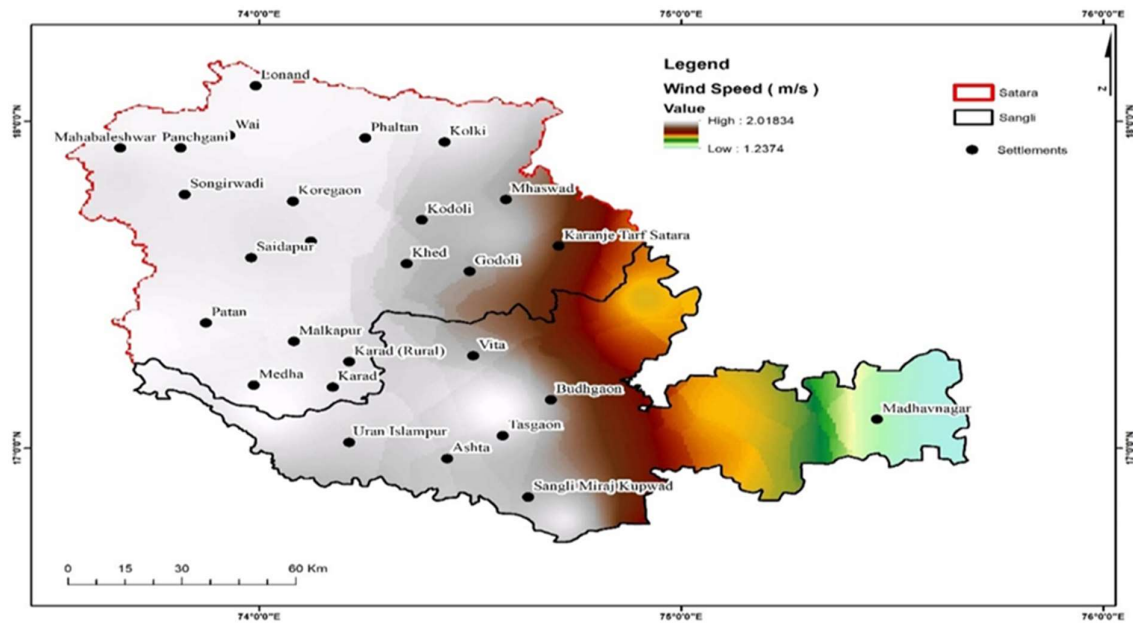 74°0'0"E
75°0'0"E
76°0'0"E
Legend
Wind Speed ( m/s )
Value
High : 2.01834
Low : 1.2374
Satara
Sangli
Settlements
Z
Lonand
18°0'0"N
18°0'0"N
Wai
Mahabaleshwar
Panchgani
Phaltan
Kolki
Songirwadi
Koregaon
Mhaswad
Kodoli
Karanje Tarf Satara
Saidapur
Khed
Godoli
Patan
Malkapur
Karad (Rural)
Vita
Medha
Karad
Budhgaon
Madhavnagar
Uran Islampur
Tasgaon
17°0'0"N
17°0'0"N
Ashta
Sangli Miraj Kupwad
0 15 30 60 Km
74°0'0"E
75°0'0"E
76°0'0"E